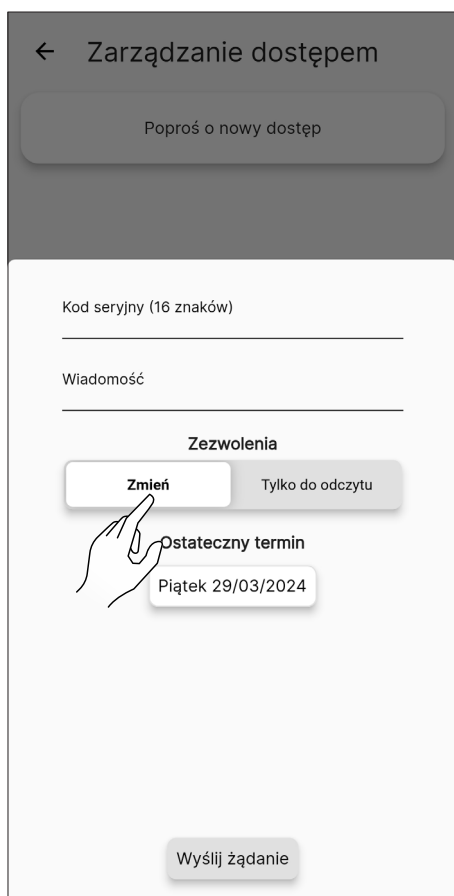 Zarządzanie dostępem
Poproś o nowy dostęp
Kod seryjny (16 znaków)
Wiadomość
Zezwolenia
Zmień Tylko do odczytu
Ostateczny termin
Piątek 29/03/2024
Wyślij żądanie